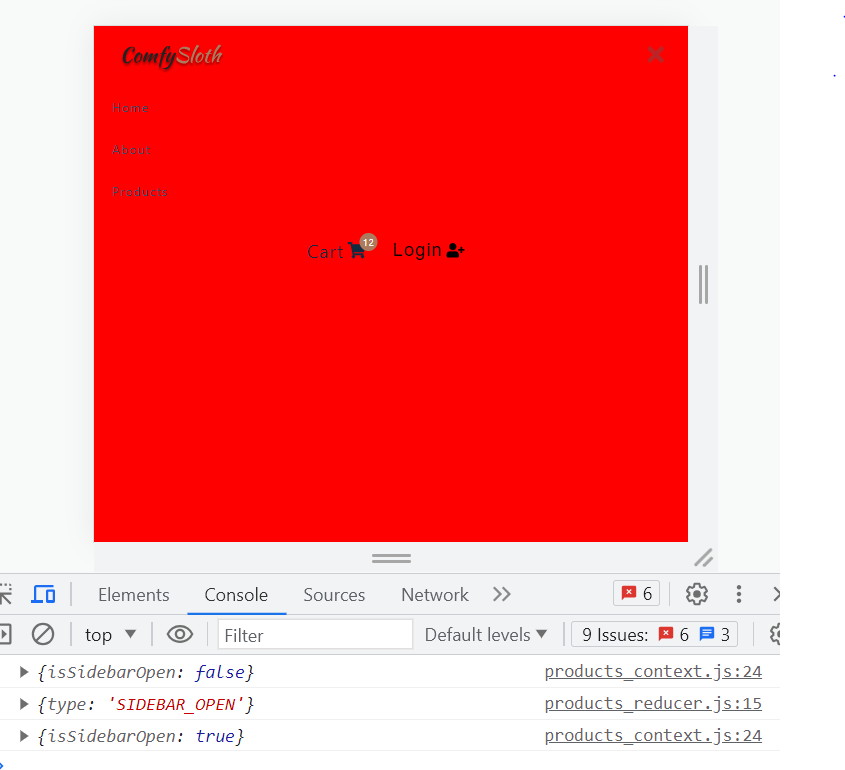 ComfySloth
Home
About
Products
Cart 12 Login
Elements Console Sources Network 6
top Filter Default levels 9 Issues: 6 3
{isSidebarOpen: false} products_context.js:24
{type: 'SIDEBAR_OPEN'} products_reducer.js:15
{isSidebarOpen: true} products_context.js:24